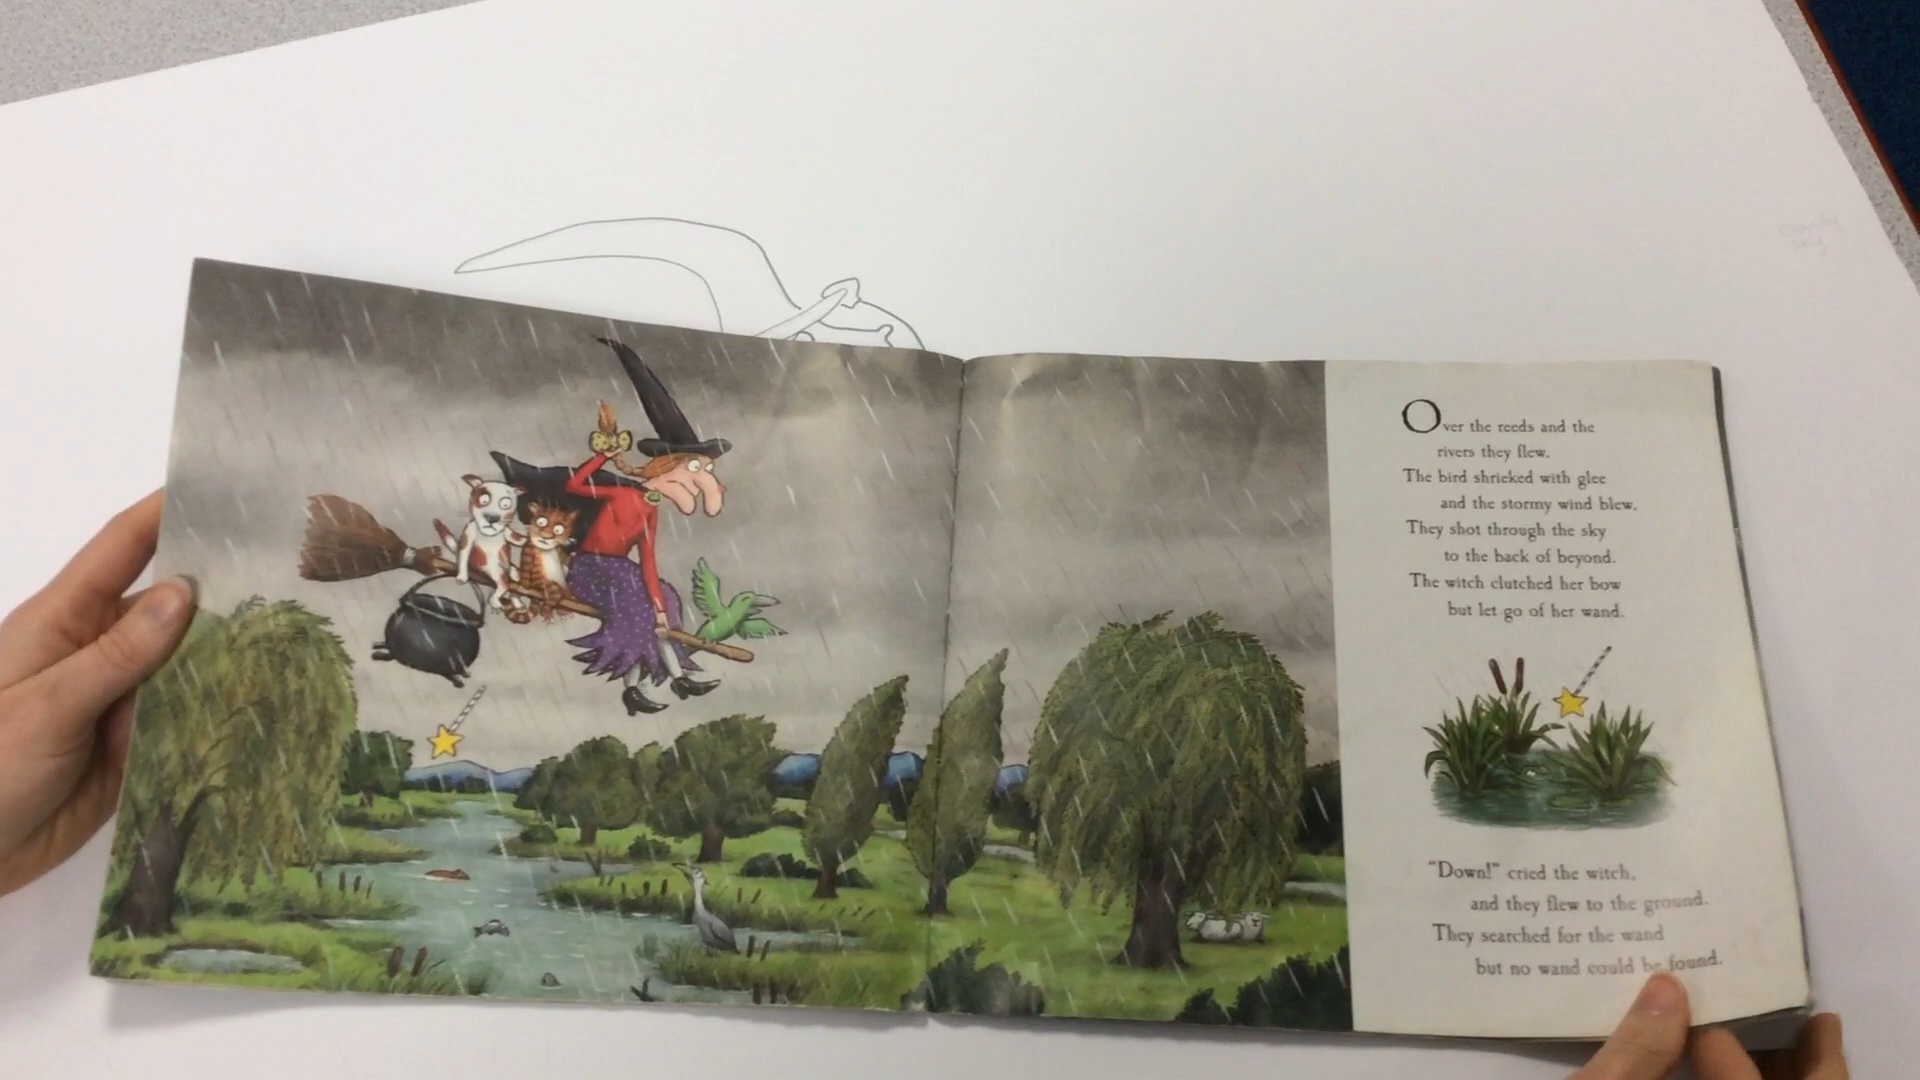 Over the reeds and the
rivers they flew.
The bird shrieked with glee
and the stormy wind blew.
They shot through the sky
to the back of beyond.
The witch clutched her bow
but let go of her wand.
“Down!” cried the witch,
and they flew to the ground.
They searched for the wand
but no wand could be found.